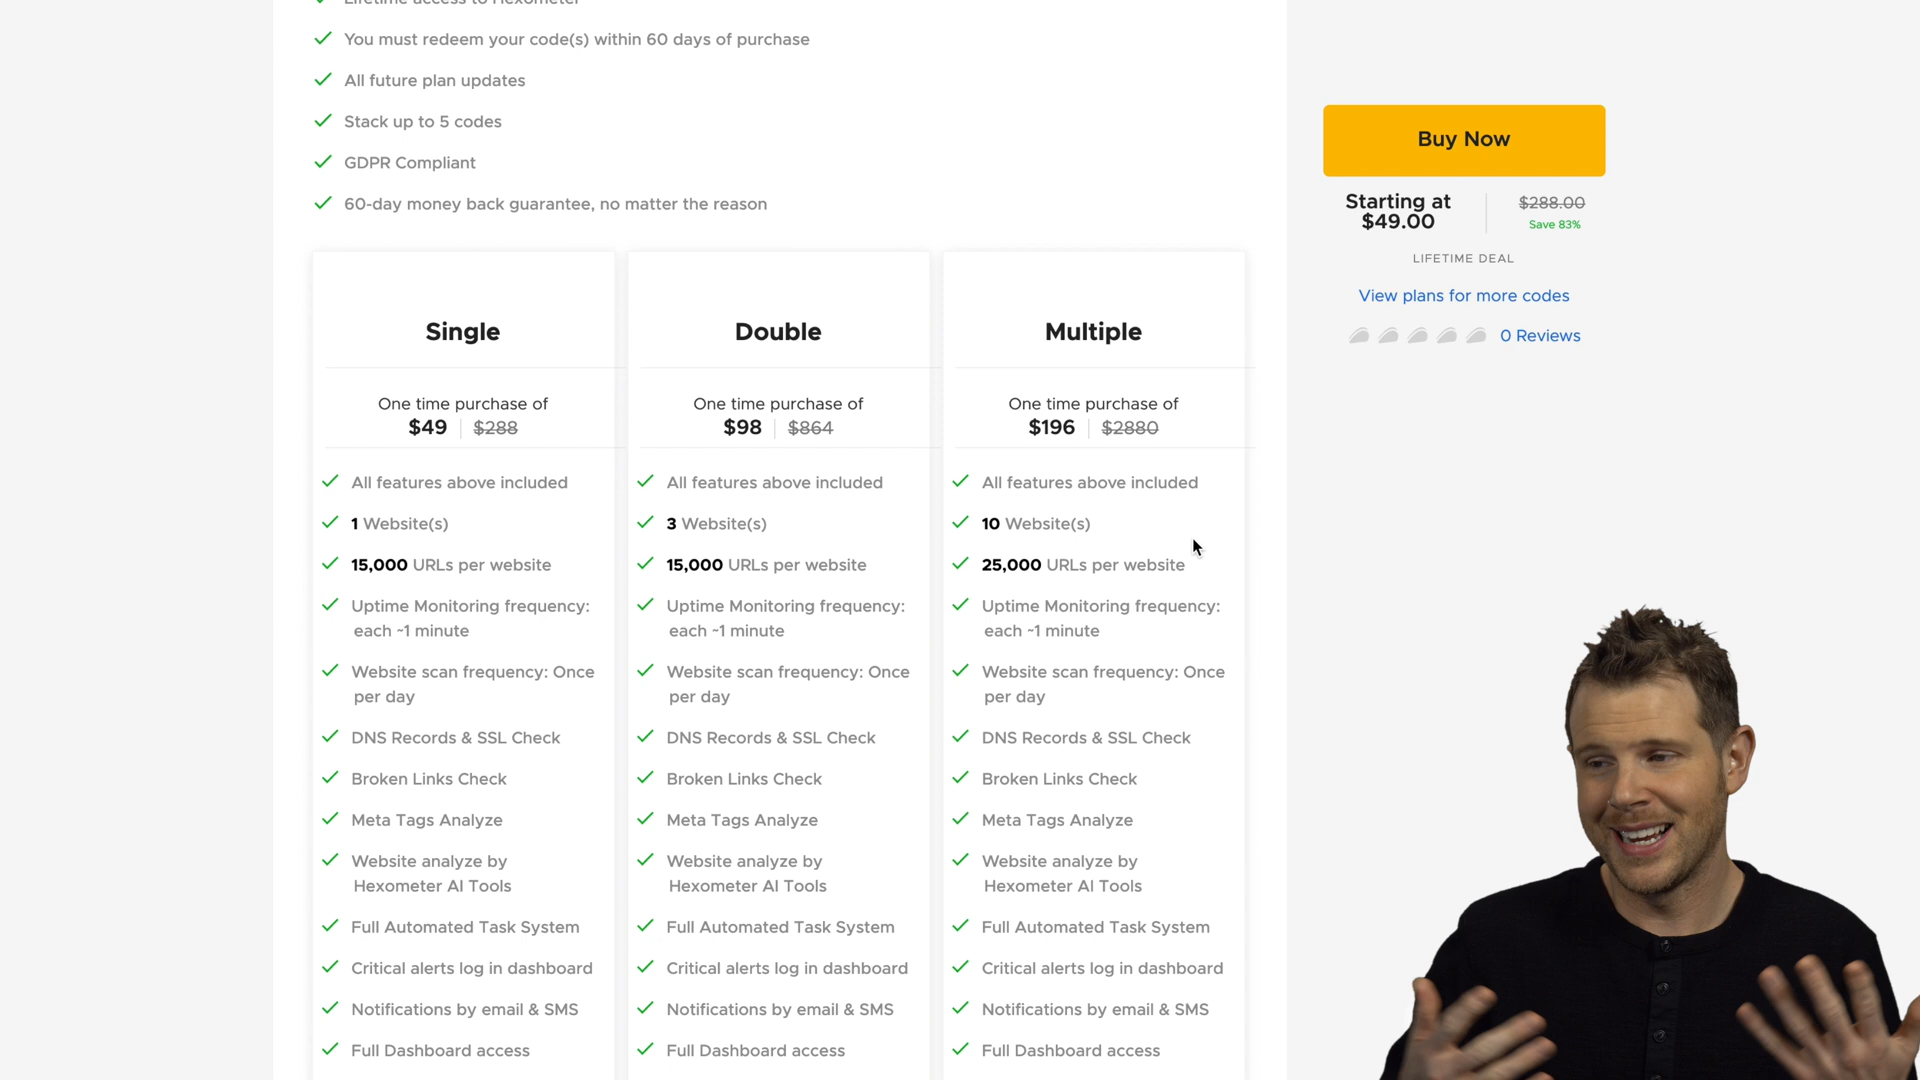 Lifetime access to Hexometer
You must redeem your code(s) within 60 days of purchase
All future plan updates
Stack up to 5 codes
GDPR Compliant
60-day money back guarantee, no matter the reason
Buy Now
Starting at
$49.00
$288.00
Save 83%
LIFETIME DEAL
View plans for more codes
0 Reviews
Single
One time purchase of
$49 $288
All features above included
1 Website(s)
15,000 URLs per website
Uptime Monitoring frequency:
each ~1 minute
Website scan frequency: Once
per day
DNS Records & SSL Check
Broken Links Check
Meta Tags Analyze
Website analyze by
Hexometer AI Tools
Full Automated Task System
Critical alerts log in dashboard
Notifications by email & SMS
Full Dashboard access
Double
One time purchase of
$98 $864
All features above included
3 Website(s)
15,000 URLs per website
Uptime Monitoring frequency:
each ~1 minute
Website scan frequency: Once
per day
DNS Records & SSL Check
Broken Links Check
Meta Tags Analyze
Website analyze by
Hexometer AI Tools
Full Automated Task System
Critical alerts log in dashboard
Notifications by email & SMS
Full Dashboard access
Multiple
One time purchase of
$196 $2880
All features above included
10 Website(s)
25,000 URLs per website
Uptime Monitoring frequency:
each ~1 minute
Website scan frequency: Once
per day
DNS Records & SSL Check
Broken Links Check
Meta Tags Analyze
Website analyze by
Hexometer AI Tools
Full Automated Task System
Critical alerts log in dashboard
Notifications by email & SMS
Full Dashboard access